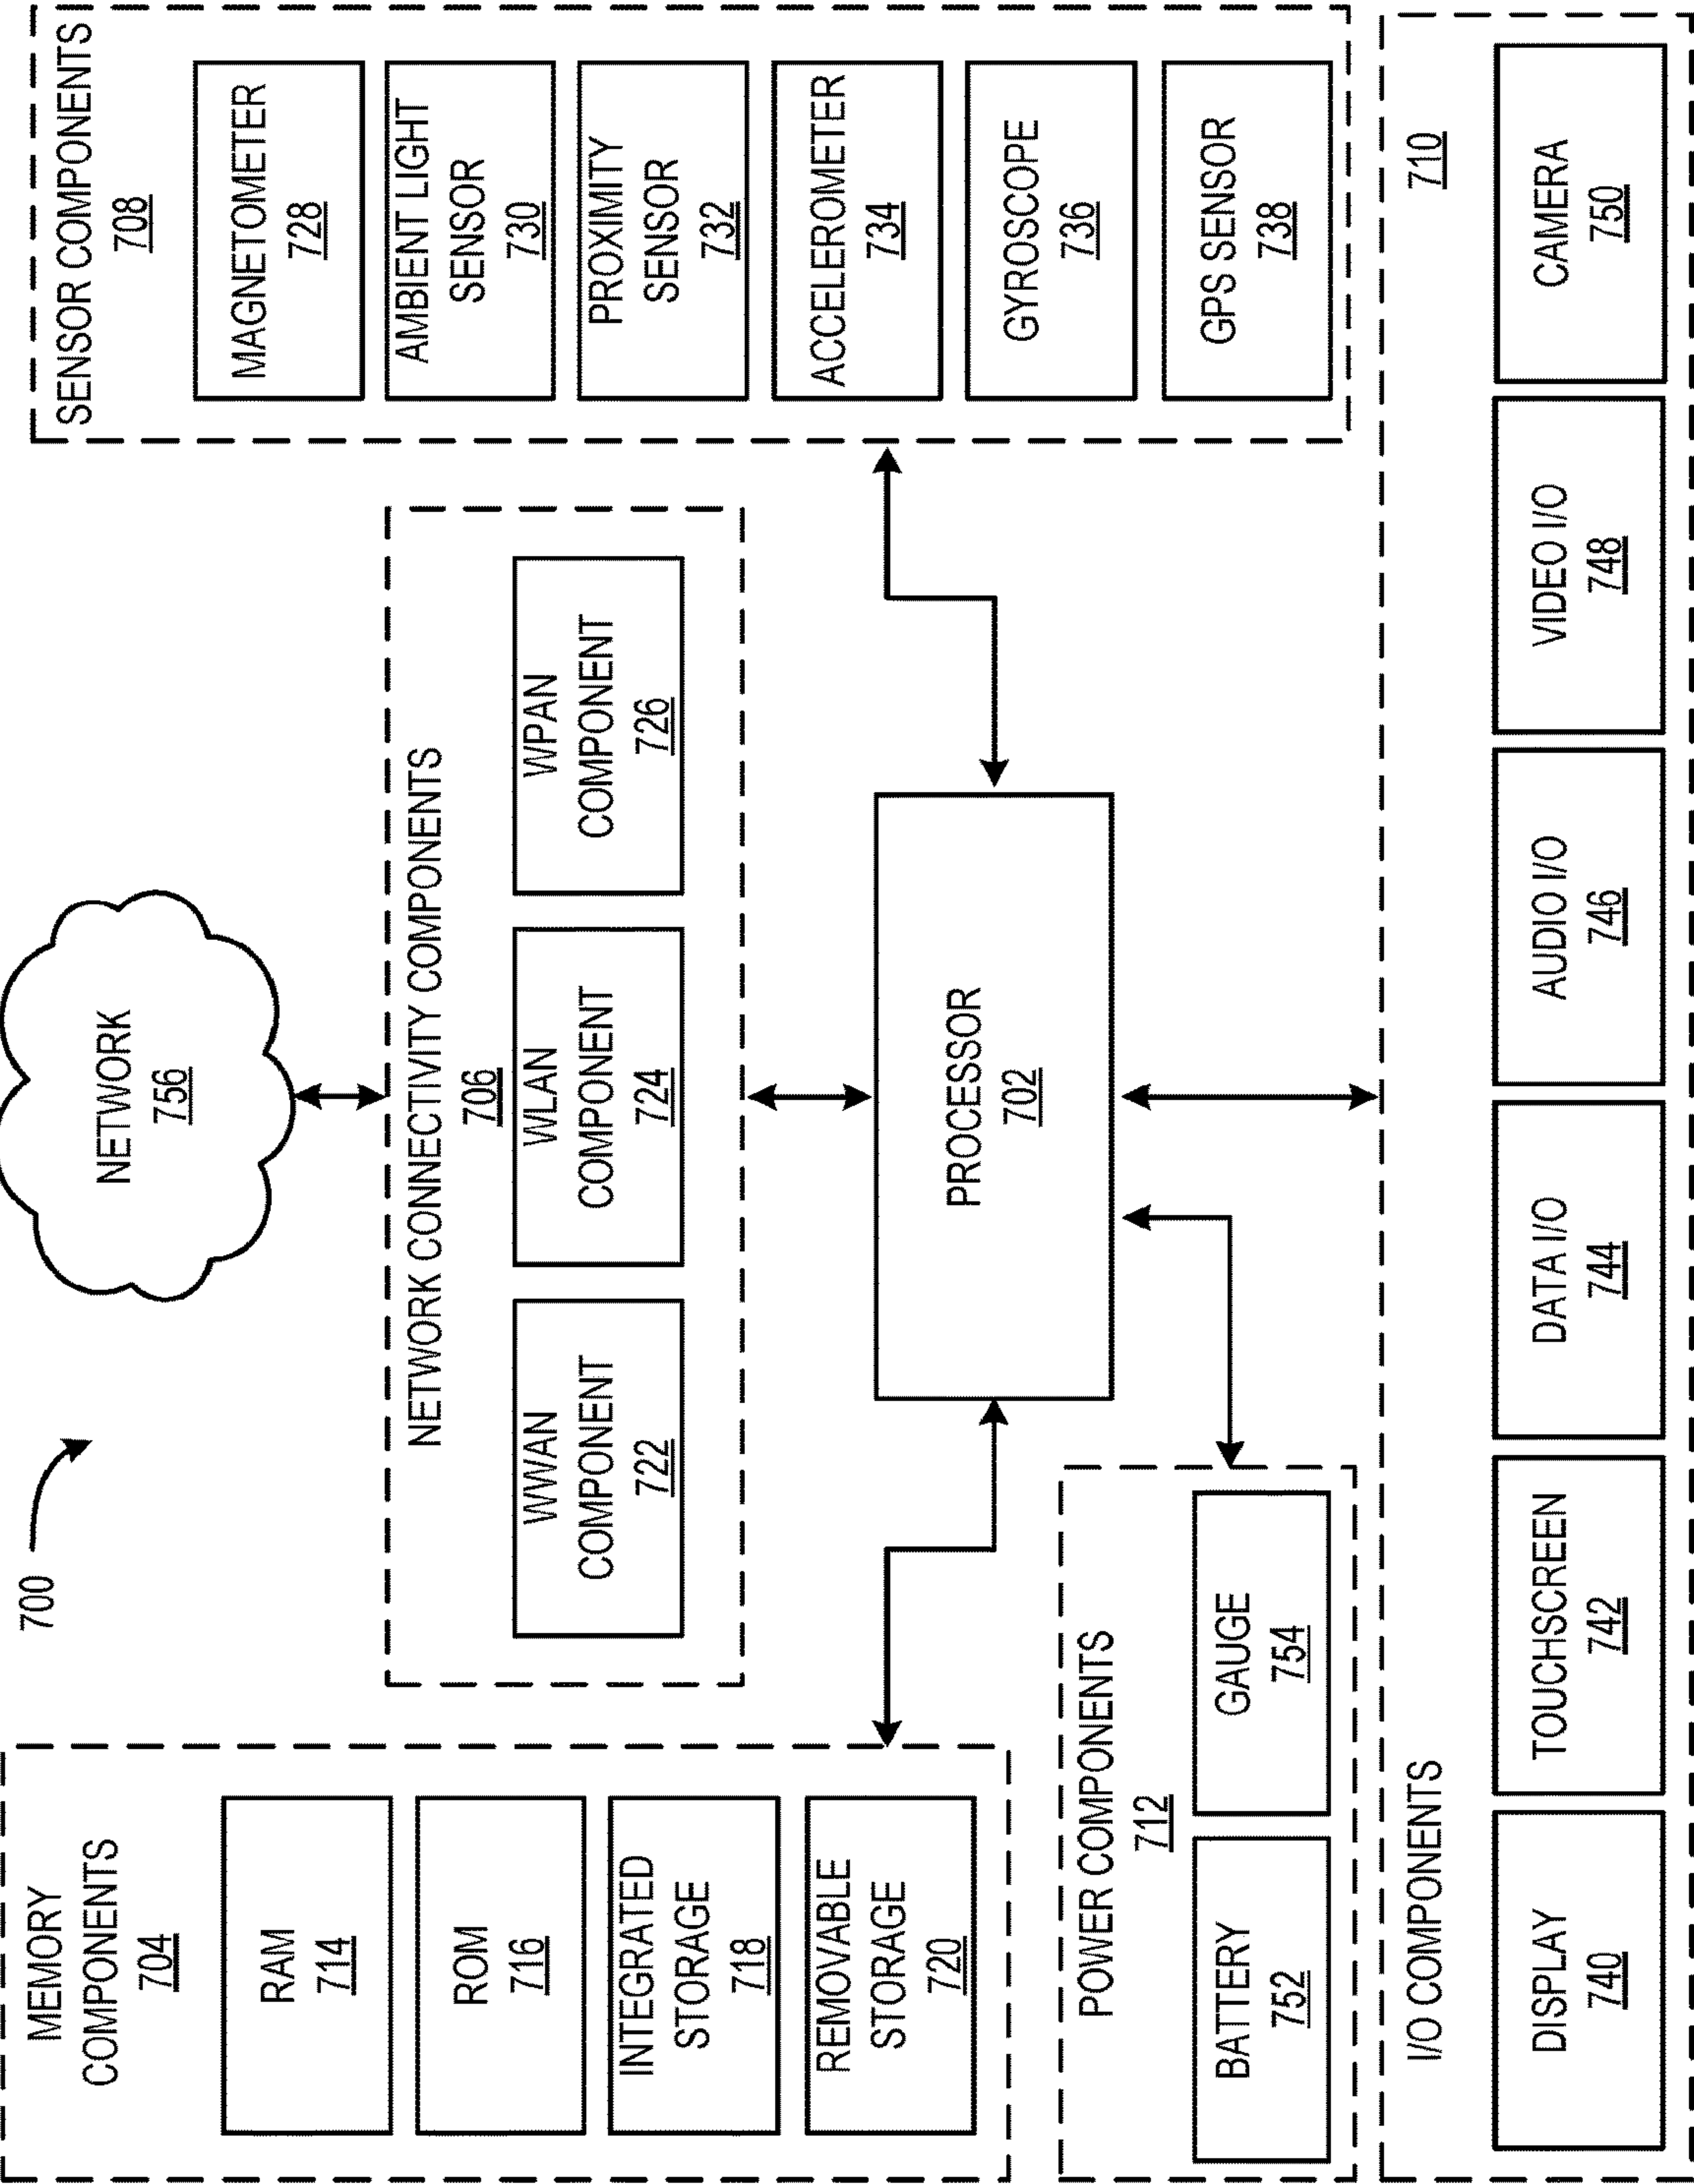 700
NETWORK
756
MEMORY
COMPONENTS
704
RAM
714
ROM
716
INTEGRATED
STORAGE
718
REMOVABLE
STORAGE
720
NETWORK CONNECTIVITY COMPONENTS
706
WWAN
COMPONENT
722
WLAN
COMPONENT
724
WPAN
COMPONENT
726
SENSOR COMPONENTS
708
MAGNETOMETER
728
AMBIENT LIGHT
SENSOR
730
PROXIMITY
SENSOR
732
ACCELEROMETER
734
GYROSCOPE
736
GPS SENSOR
738
PROCESSOR
702
POWER COMPONENTS
712
BATTERY
752
GAUGE
754
I/O COMPONENTS
710
DISPLAY
740
TOUCHSCREEN
742
DATA I/O
744
AUDIO I/O
746
VIDEO I/O
748
CAMERA
750